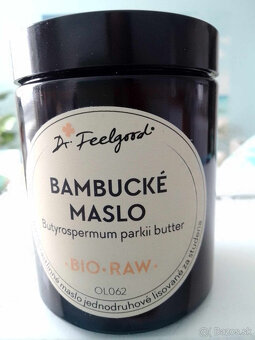 Dr. Feelgood
BAMBUCKÉ
MASLO
Butyrospermum parkii butter
·BIO·RAW·
OL062
maslo jednodruhové lisované za studena
bazos.sk